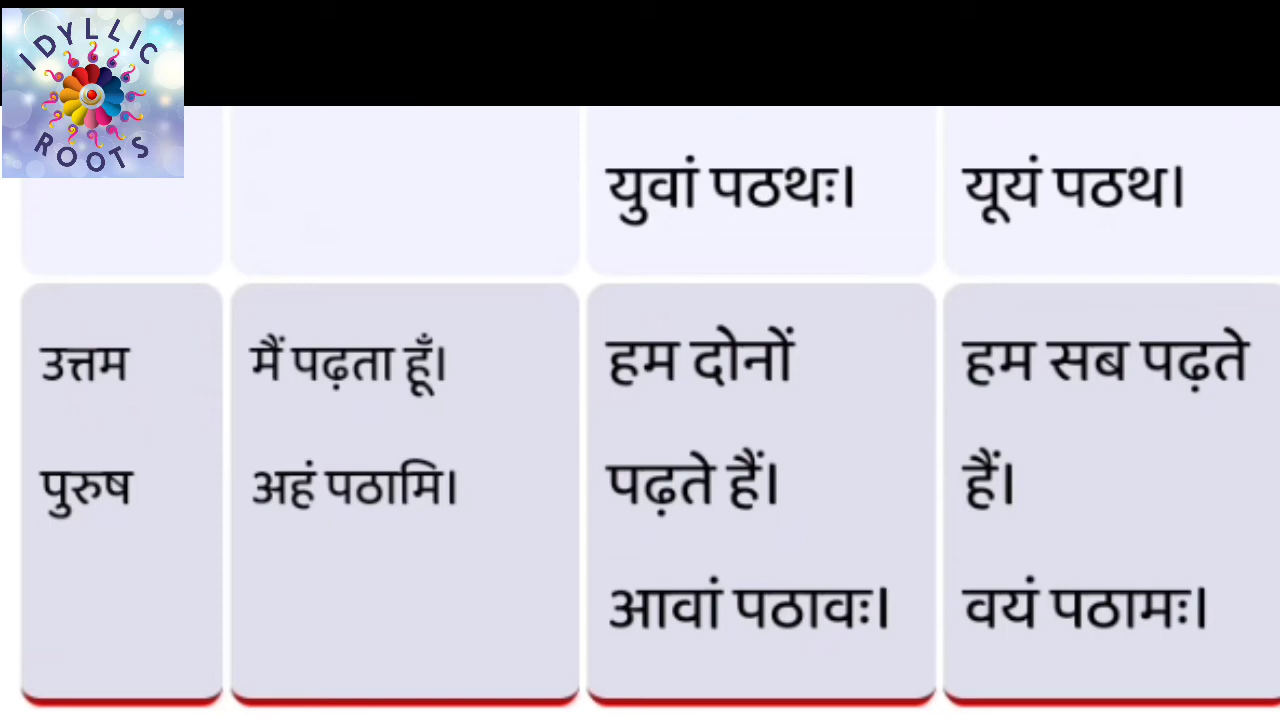 IDYLLIC
ROOTS
युवां पठथः।
यूयं पठथ।
उत्तम
पुरुष
मैं पढ़ता हूँ।
अहं पठामि।
हम दोनों
पढ़ते हैं।
आवां पठावः।
हम सब पढ़ते
हैं।
वयं पठामः।